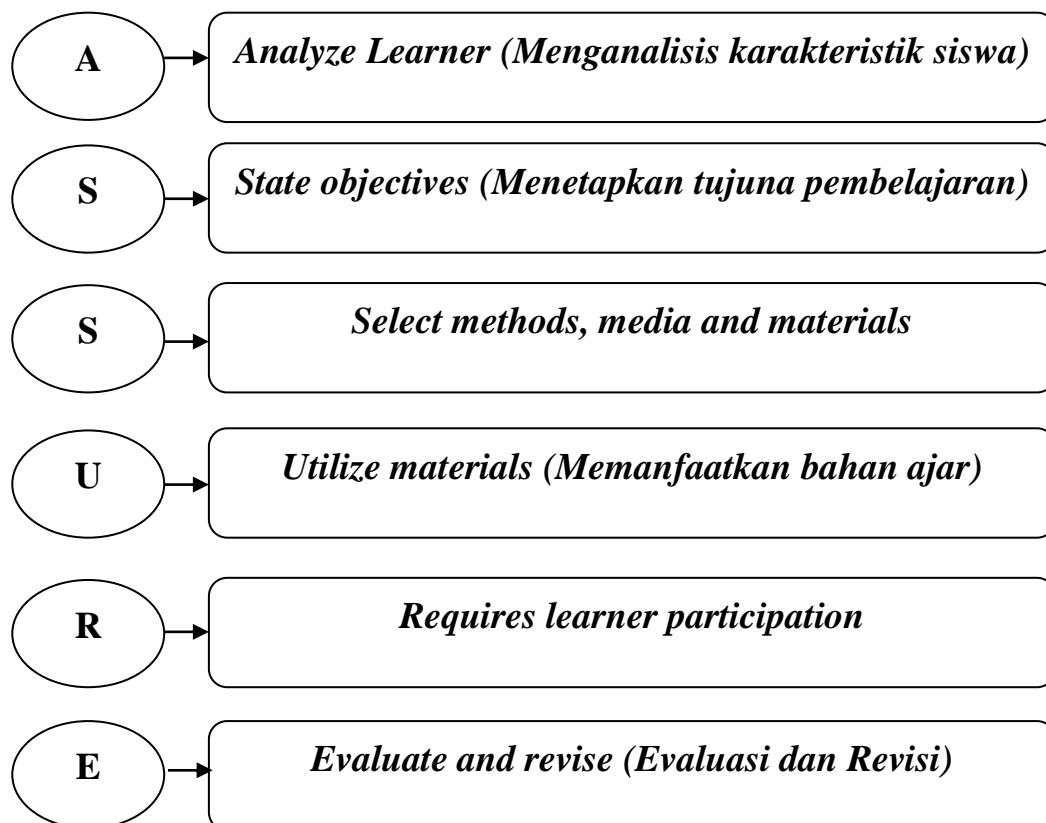 A
Analyze Learner (Menganalisis karakteristik siswa)
S
State objectives (Menetapkan tujuna pembelajaran)
S
Select methods, media and materials
U
Utilize materials (Memanfaatkan bahan ajar)
R
Requires learner participation
E
Evaluate and revise (Evaluasi dan Revisi)